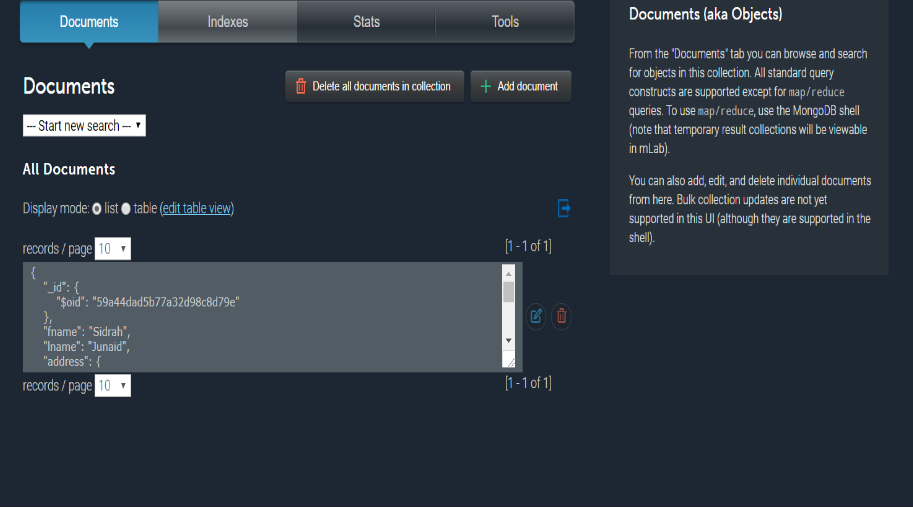 Documents Indexes Stats Tools
Documents
Delete all documents in collection
Add document
--- Start new search ---
All Documents
Display mode: list table (edit table view)
records / page 10
[1 - 1 of 1]
{
"_id": {
"$oid": "59a44dad5b77a32d98c8d79e"
},
"fname": "Sidrah",
"lname": "Junaid",
"address": {
records / page 10
[1 - 1 of 1]
Documents (aka Objects)
From the "Documents" tab you can browse and search
for objects in this collection. All standard query
constructs are supported except for map/reduce
queries. To use map/reduce, use the MongoDB shell
(note that temporary result collections will be viewable
in mLab).
You can also add, edit, and delete individual documents
from here. Bulk collection updates are not yet
supported in this UI (although they are supported in the
shell).